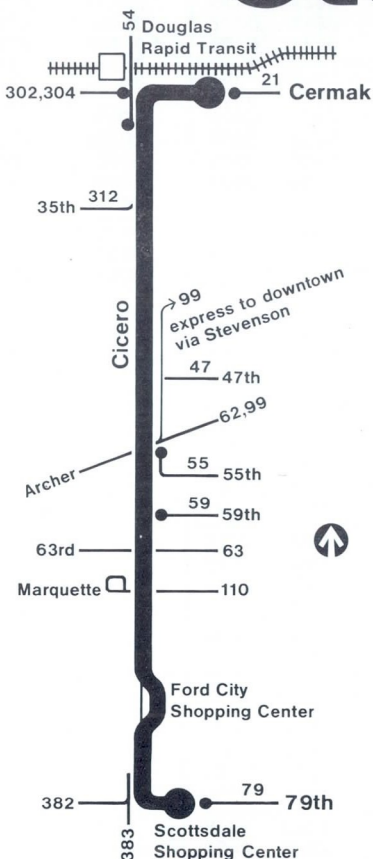 54
Douglas
Rapid Transit
302,304
21
Cermak
312
35th
99
express to downtown
via Stevenson
Cicero
47
47th
62,99
Archer
55
55th
59
59th
63rd
63
Marquette
110
Ford City
Shopping Center
79
382
79th
383
Scottsdale
Shopping Center